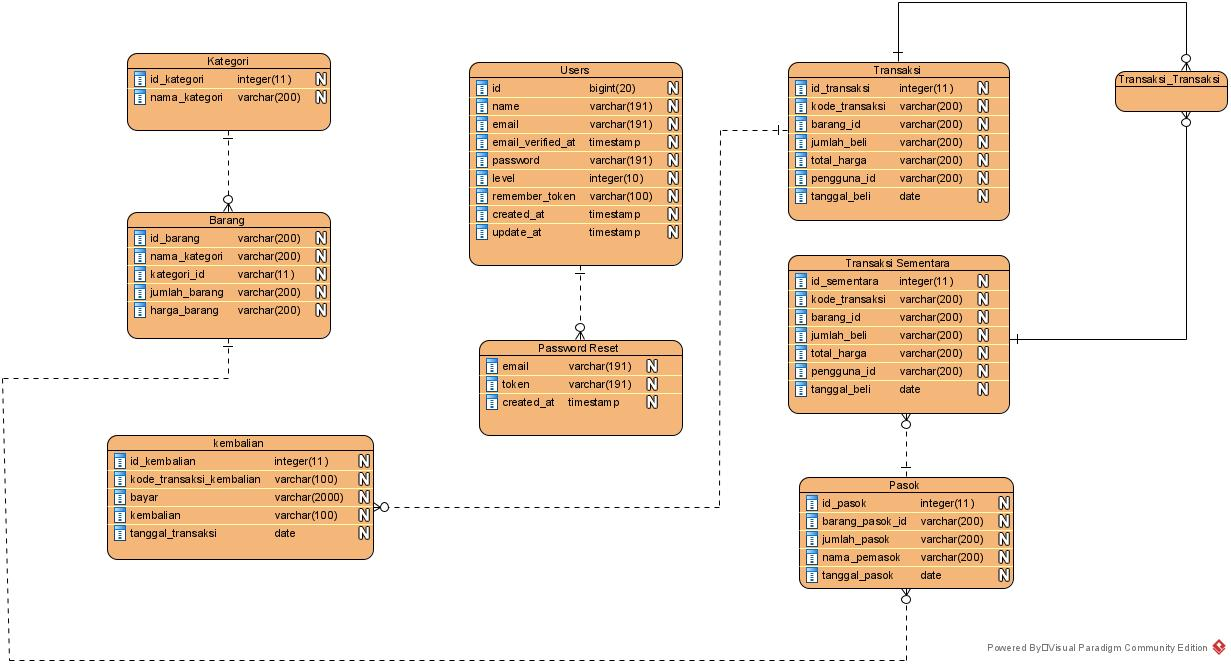 Kategori
id_kategori integer(11) N
nama_kategori varchar(200) N
Barang
id_barang varchar(200) N
nama_kategori varchar(200) N
kategori_id varchar(11) N
jumlah_barang varchar(200) N
harga_barang varchar(200) N
kembalian
id_kembalian integer(11) N
kode_transaksi_kembalian varchar(100) N
bayar varchar(2000) N
kembalian varchar(100) N
tanggal_transaksi date N
Users
id bigint(20) N
name varchar(191) N
email varchar(191) N
email_verified_at timestamp N
password varchar(191) N
level integer(10) N
remember_token varchar(100) N
created_at timestamp N
update_at timestamp N
Password Reset
email varchar(191) N
token varchar(191) N
created_at timestamp N
Transaksi
id_transaksi integer(11) N
kode_transaksi varchar(200) N
barang_id varchar(200) N
jumlah_beli varchar(200) N
total_harga varchar(200) N
pengguna_id varchar(200) N
tanggal_beli date N
Transaksi_Transaksi
Transaksi Sementara
id_sementara integer(11) N
kode_transaksi varchar(200) N
barang_id varchar(200) N
jumlah_beli varchar(200) N
total_harga varchar(200) N
pengguna_id varchar(200) N
tanggal_beli date N
Pasok
id_pasok integer(11) N
barang_pasok_id varchar(200) N
jumlah_pasok varchar(200) N
nama_pemasok varchar(200) N
tanggal_pasok date N
Powered By Visual Paradigm Community Edition